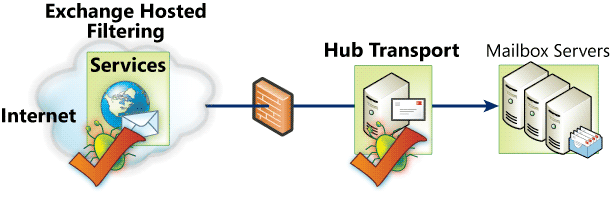 Exchange Hosted
Filtering
Services
Internet
Hub Transport
Mailbox Servers